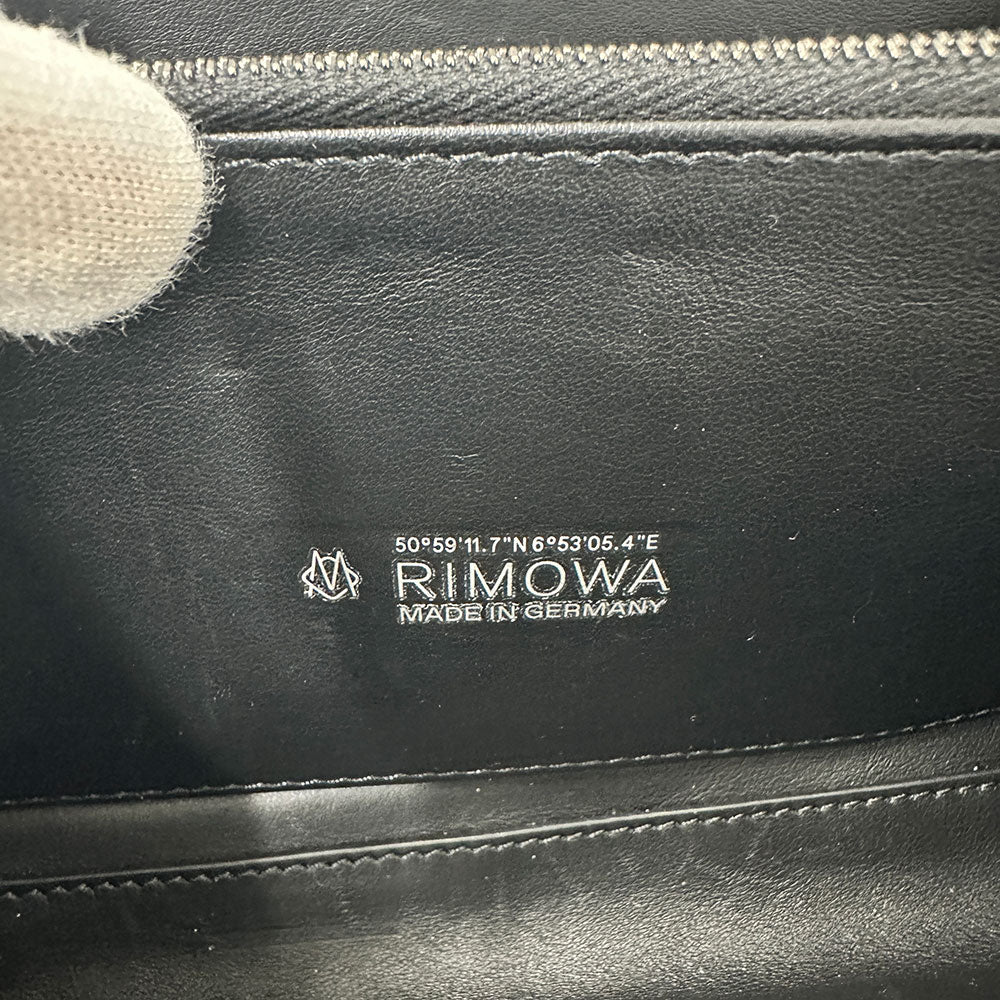 50°59'11.7"N 6°53'05.4"E
RIMOWA
MADE IN GERMANY